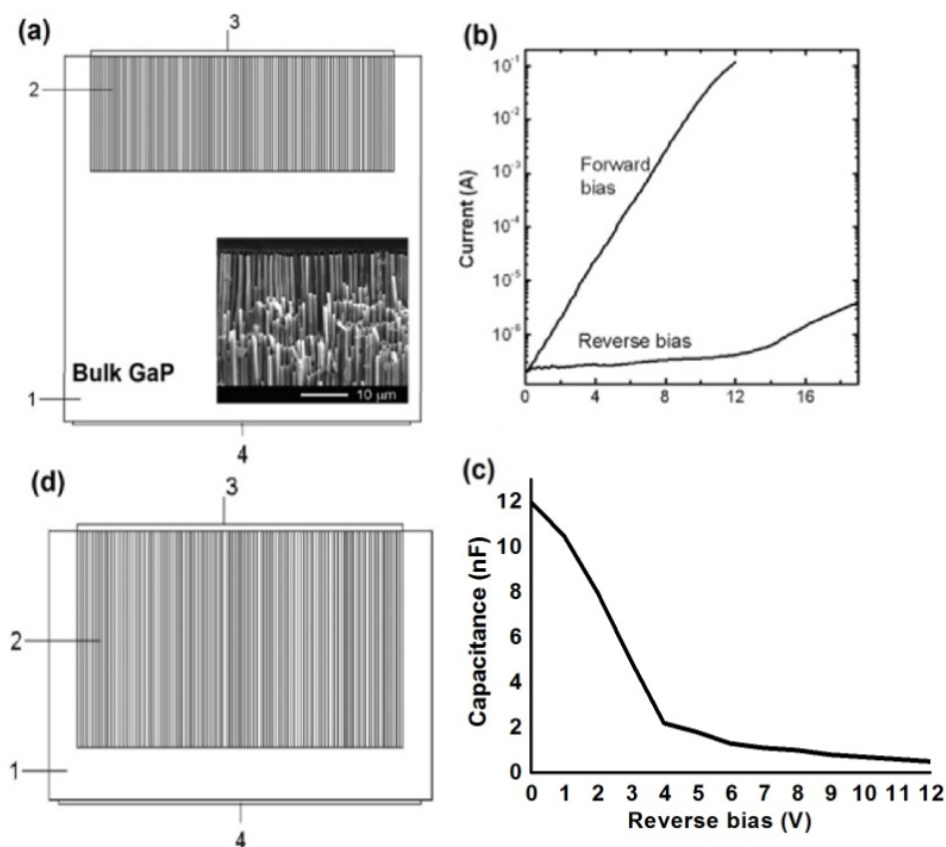 (a)
3
2
Bulk GaP
1
10 µm
4
(b)
Current (A)
10⁻¹
10⁻²
10⁻³
10⁻⁴
10⁻⁵
10⁻⁶
Forward
bias
Reverse bias
0 4 8 12 16
(d)
3
2
1
4
(c)
Capacitance (nF)
12
10
8
6
4
2
0
0 1 2 3 4 5 6 7 8 9 10 11 12
Reverse bias (V)